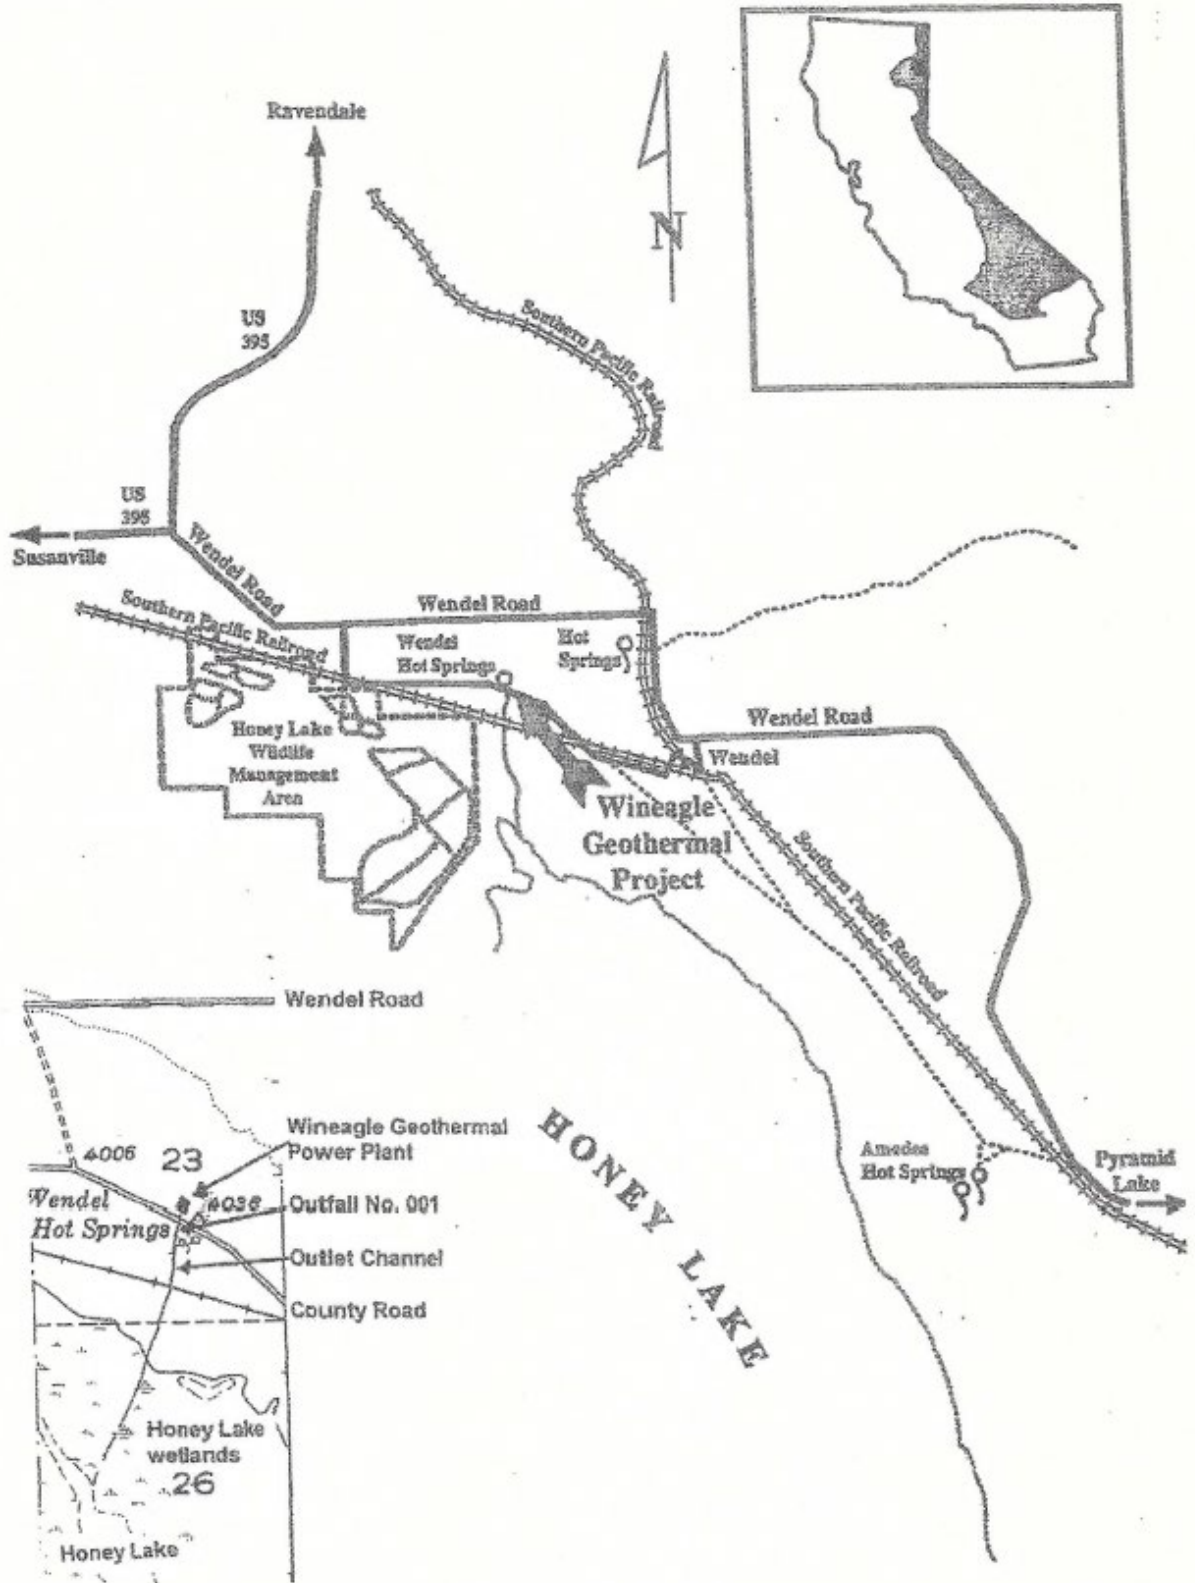 Ravendale
N
US
395
Southern Pacific Railroad
US
395
Susanville
Wendel Road
Southern Pacific Railroad
Wendel Road
Wendel
Hot Springs
Hot
Springs
Honey Lake
Wildlife
Management
Area
Wendel Road
Wendel
Wineagle
Geothermal
Project
Southern Pacific Railroad
Wendel Road
Wineagle Geothermal
Power Plant
4006
23
Wendel
Hot Springs
4036
Outfall No. 001
Outlet Channel
County Road
Honey Lake
wetlands
26
Honey Lake
HONEY LAKE
Amedee
Hot Springs
Pyramid
Lake